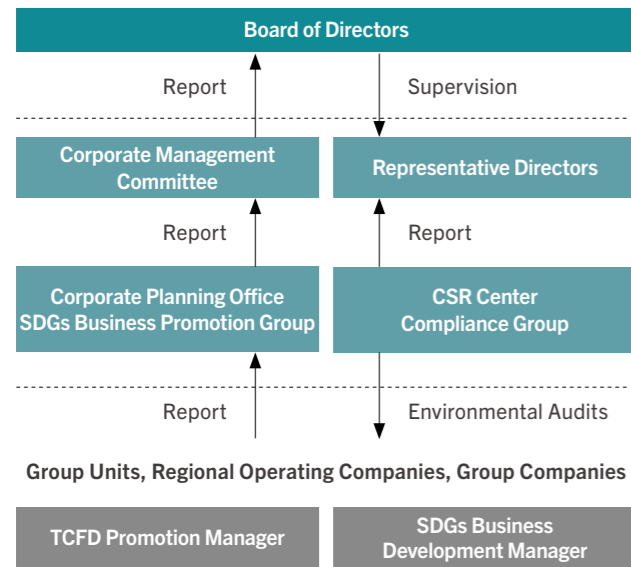 Board of Directors
Report
Supervision
Corporate Management
Committee
Representative Directors
Report
Report
Corporate Planning Office
SDGs Business Promotion Group
CSR Center
Compliance Group
Report
Environmental Audits
Group Units, Regional Operating Companies, Group Companies
TCFD Promotion Manager
SDGs Business
Development Manager